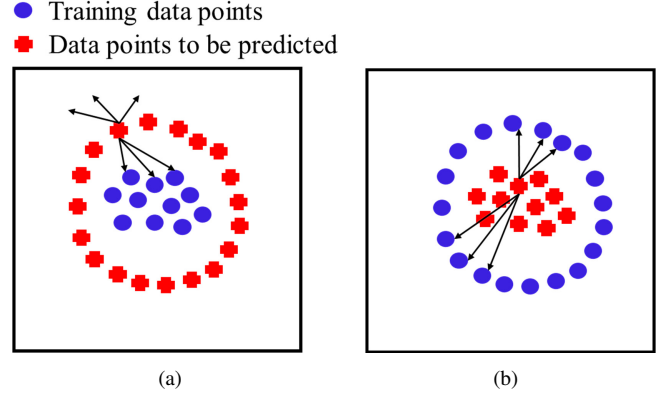 Training data points
Data points to be predicted
(a)
(b)